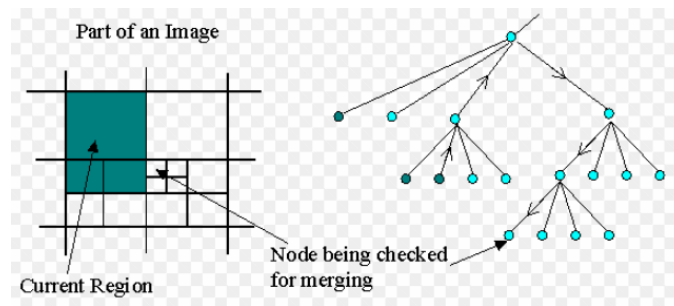 Part of an Image
Node being checked
for merging
Current Region